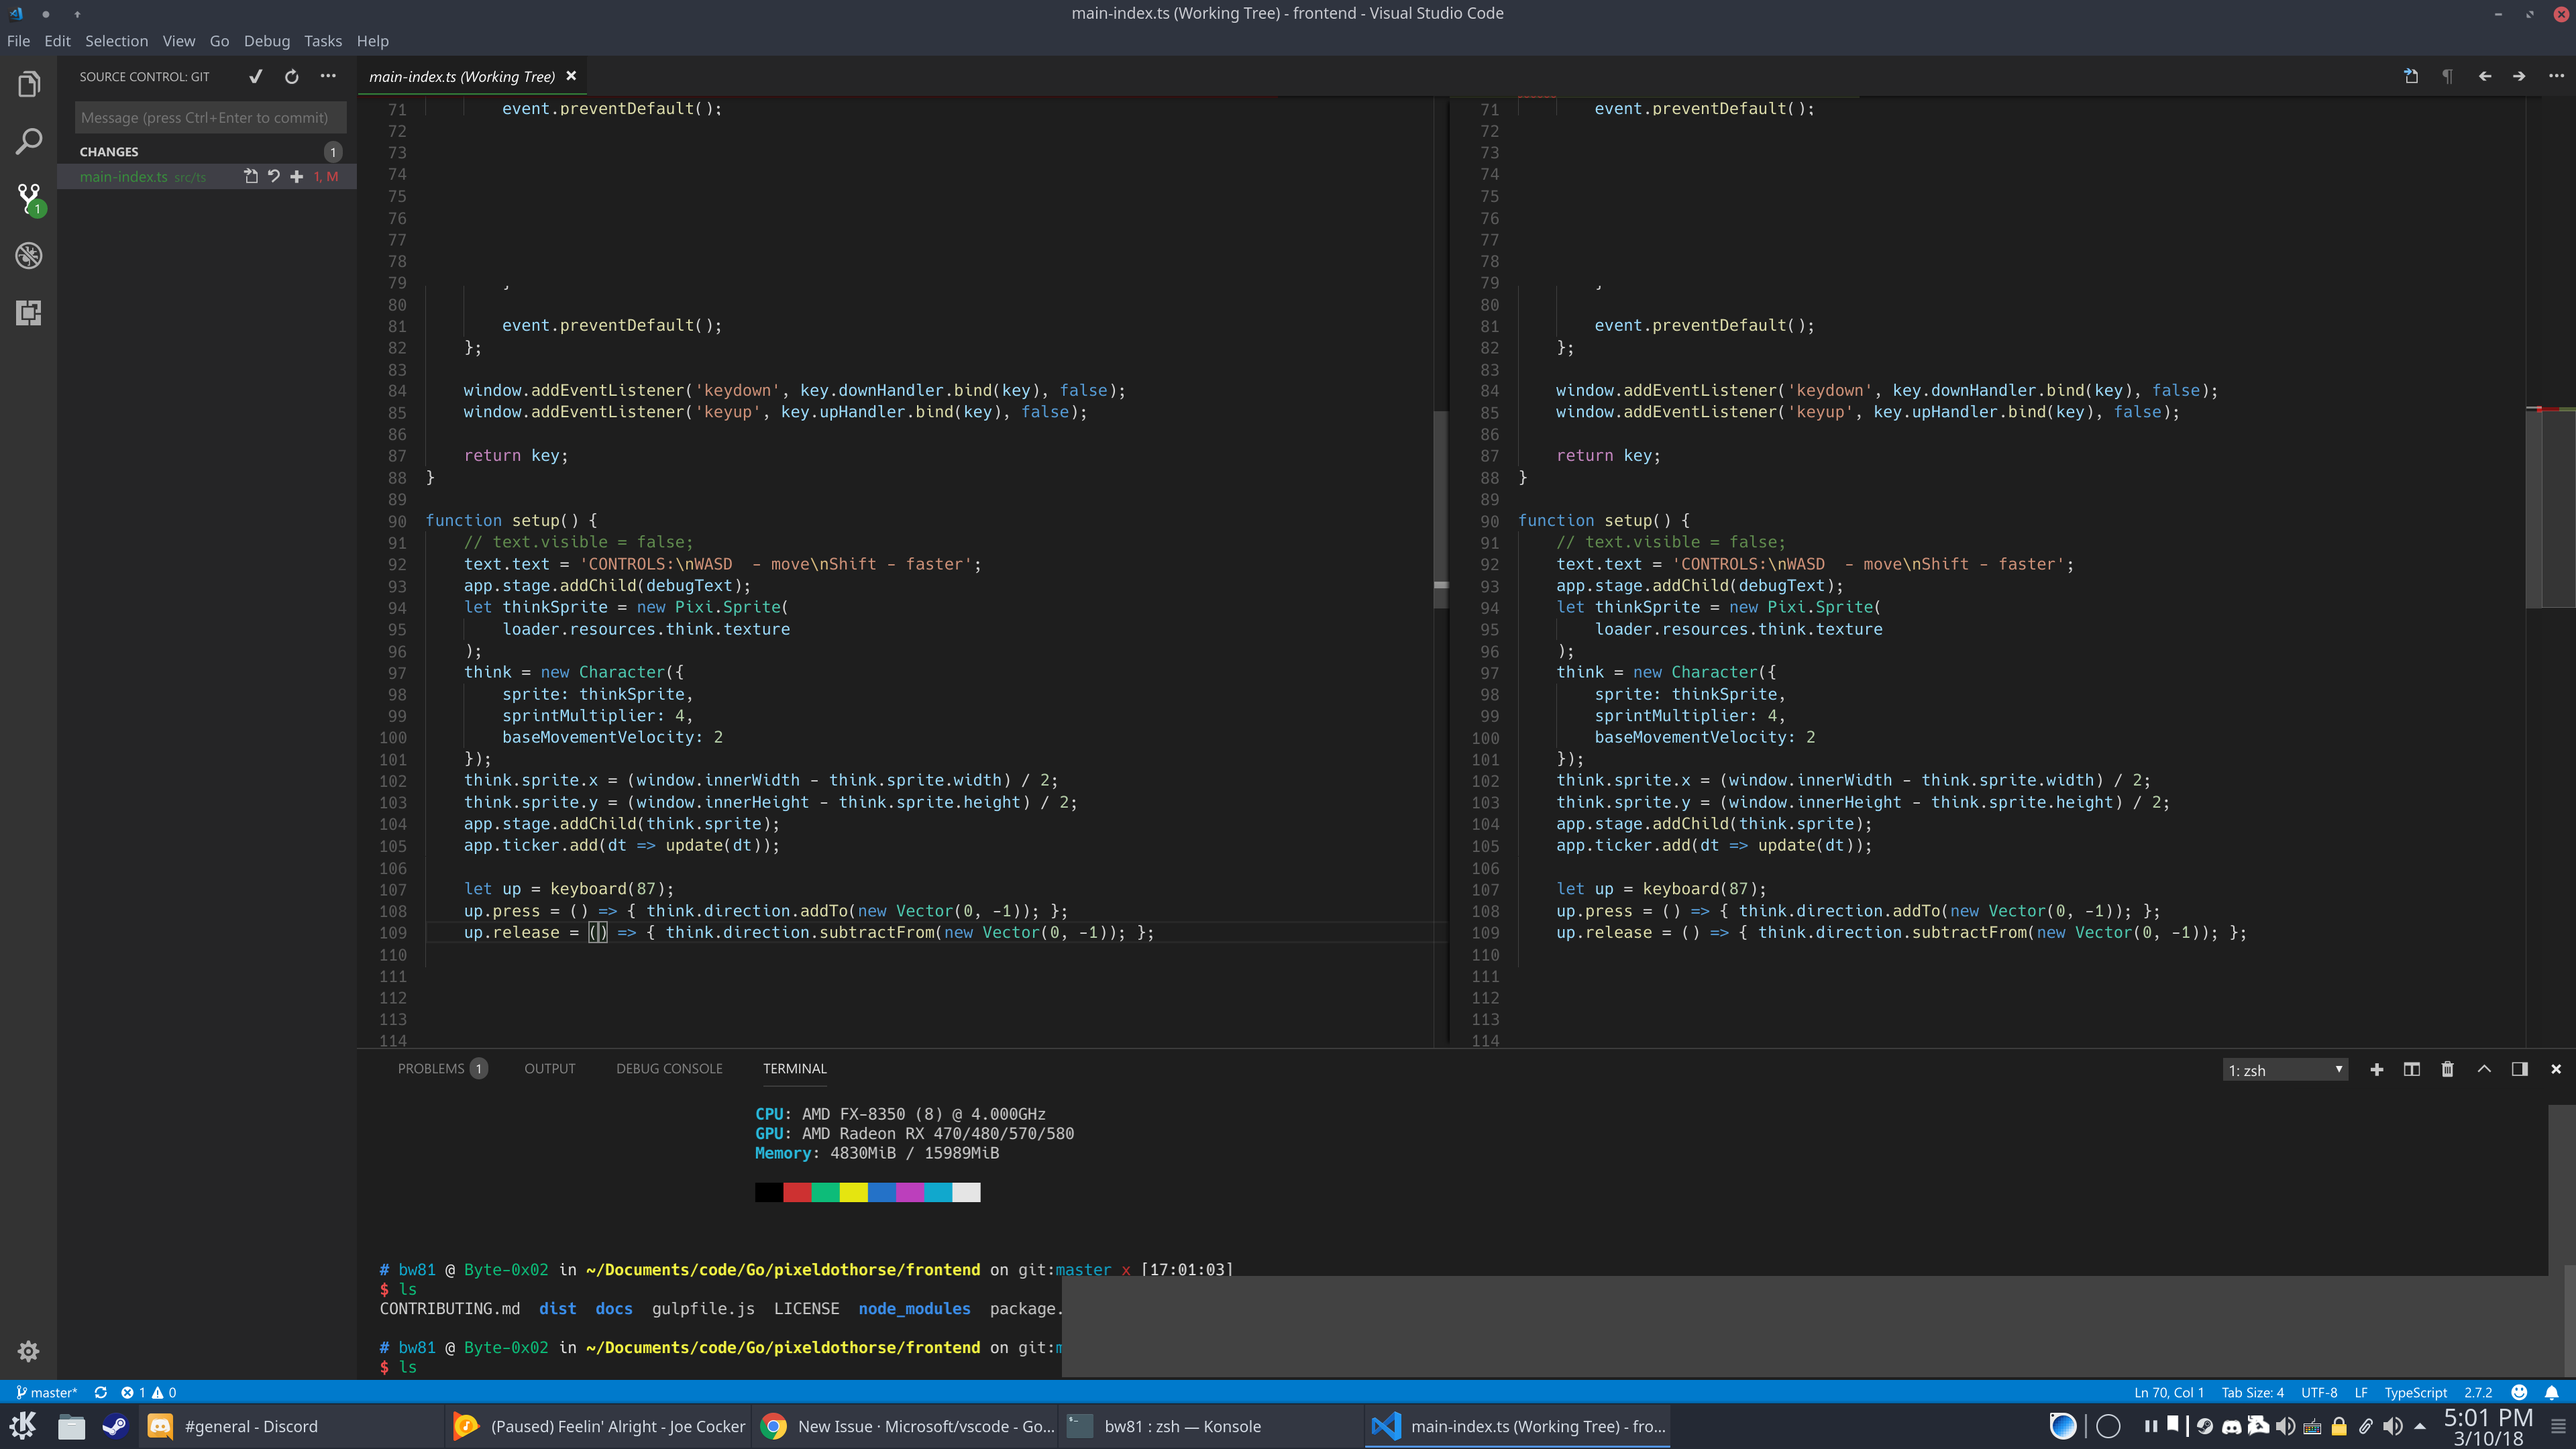 main-index.ts (Working Tree) - frontend - Visual Studio Code
File Edit Selection View Go Debug Tasks Help
SOURCE CONTROL: GIT
main-index.ts (Working Tree)
Message (press Ctrl+Enter to commit)
CHANGES 1
main-index.ts src/ts 1, M
1
71 event.preventDefault();
72
73
74
75
76
77
78
79 }
80
81 event.preventDefault();
82 };
83
84 window.addEventListener('keydown', key.downHandler.bind(key), false);
85 window.addEventListener('keyup', key.upHandler.bind(key), false);
86
87 return key;
88 }
89
90 function setup() {
91 // text.visible = false;
92 text.text = 'CONTROLS:\nWASD  - move\nShift - faster';
93 app.stage.addChild(debugText);
94 let thinkSprite = new Pixi.Sprite(
95 loader.resources.think.texture
96 );
97 think = new Character({
98 sprite: thinkSprite,
99 sprintMultiplier: 4,
100 baseMovementVelocity: 2
101 });
102 think.sprite.x = (window.innerWidth - think.sprite.width) / 2;
103 think.sprite.y = (window.innerHeight - think.sprite.height) / 2;
104 app.stage.addChild(think.sprite);
105 app.ticker.add(dt => update(dt));
106
107 let up = keyboard(87);
108 up.press = () => { think.direction.addTo(new Vector(0, -1)); };
109 up.release = () => { think.direction.subtractFrom(new Vector(0, -1)); };
110
111
112
113
114
71 event.preventDefault();
72
73
74
75
76
77
78
79 }
80
81 event.preventDefault();
82 };
83
84 window.addEventListener('keydown', key.downHandler.bind(key), false);
85 window.addEventListener('keyup', key.upHandler.bind(key), false);
86
87 return key;
88 }
89
90 function setup() {
91 // text.visible = false;
92 text.text = 'CONTROLS:\nWASD  - move\nShift - faster';
93 app.stage.addChild(debugText);
94 let thinkSprite = new Pixi.Sprite(
95 loader.resources.think.texture
96 );
97 think = new Character({
98 sprite: thinkSprite,
99 sprintMultiplier: 4,
100 baseMovementVelocity: 2
101 });
102 think.sprite.x = (window.innerWidth - think.sprite.width) / 2;
103 think.sprite.y = (window.innerHeight - think.sprite.height) / 2;
104 app.stage.addChild(think.sprite);
105 app.ticker.add(dt => update(dt));
106
107 let up = keyboard(87);
108 up.press = () => { think.direction.addTo(new Vector(0, -1)); };
109 up.release = () => { think.direction.subtractFrom(new Vector(0, -1)); };
110
111
112
113
114
PROBLEMS 1 OUTPUT DEBUG CONSOLE TERMINAL 1: zsh
CPU: AMD FX-8350 (8) @ 4.000GHz
GPU: AMD Radeon RX 470/480/570/580
Memory: 4830MiB / 15989MiB
# bw81 @ Byte-0x02 in ~/Documents/code/Go/pixeldothorse/frontend on git:master x [17:01:03]
$ ls
CONTRIBUTING.md dist docs gulpfile.js LICENSE node_modules package.
# bw81 @ Byte-0x02 in ~/Documents/code/Go/pixeldothorse/frontend on git:m
$ ls
master* 1 0 Ln 70, Col 1 Tab Size: 4 UTF-8 LF TypeScript 2.7.2
#general - Discord (Paused) Feelin' Alright - Joe Cocker New Issue · Microsoft/vscode - Go... bw81 : zsh — Konsole main-index.ts (Working Tree) - fro... 5:01 PM
3/10/18